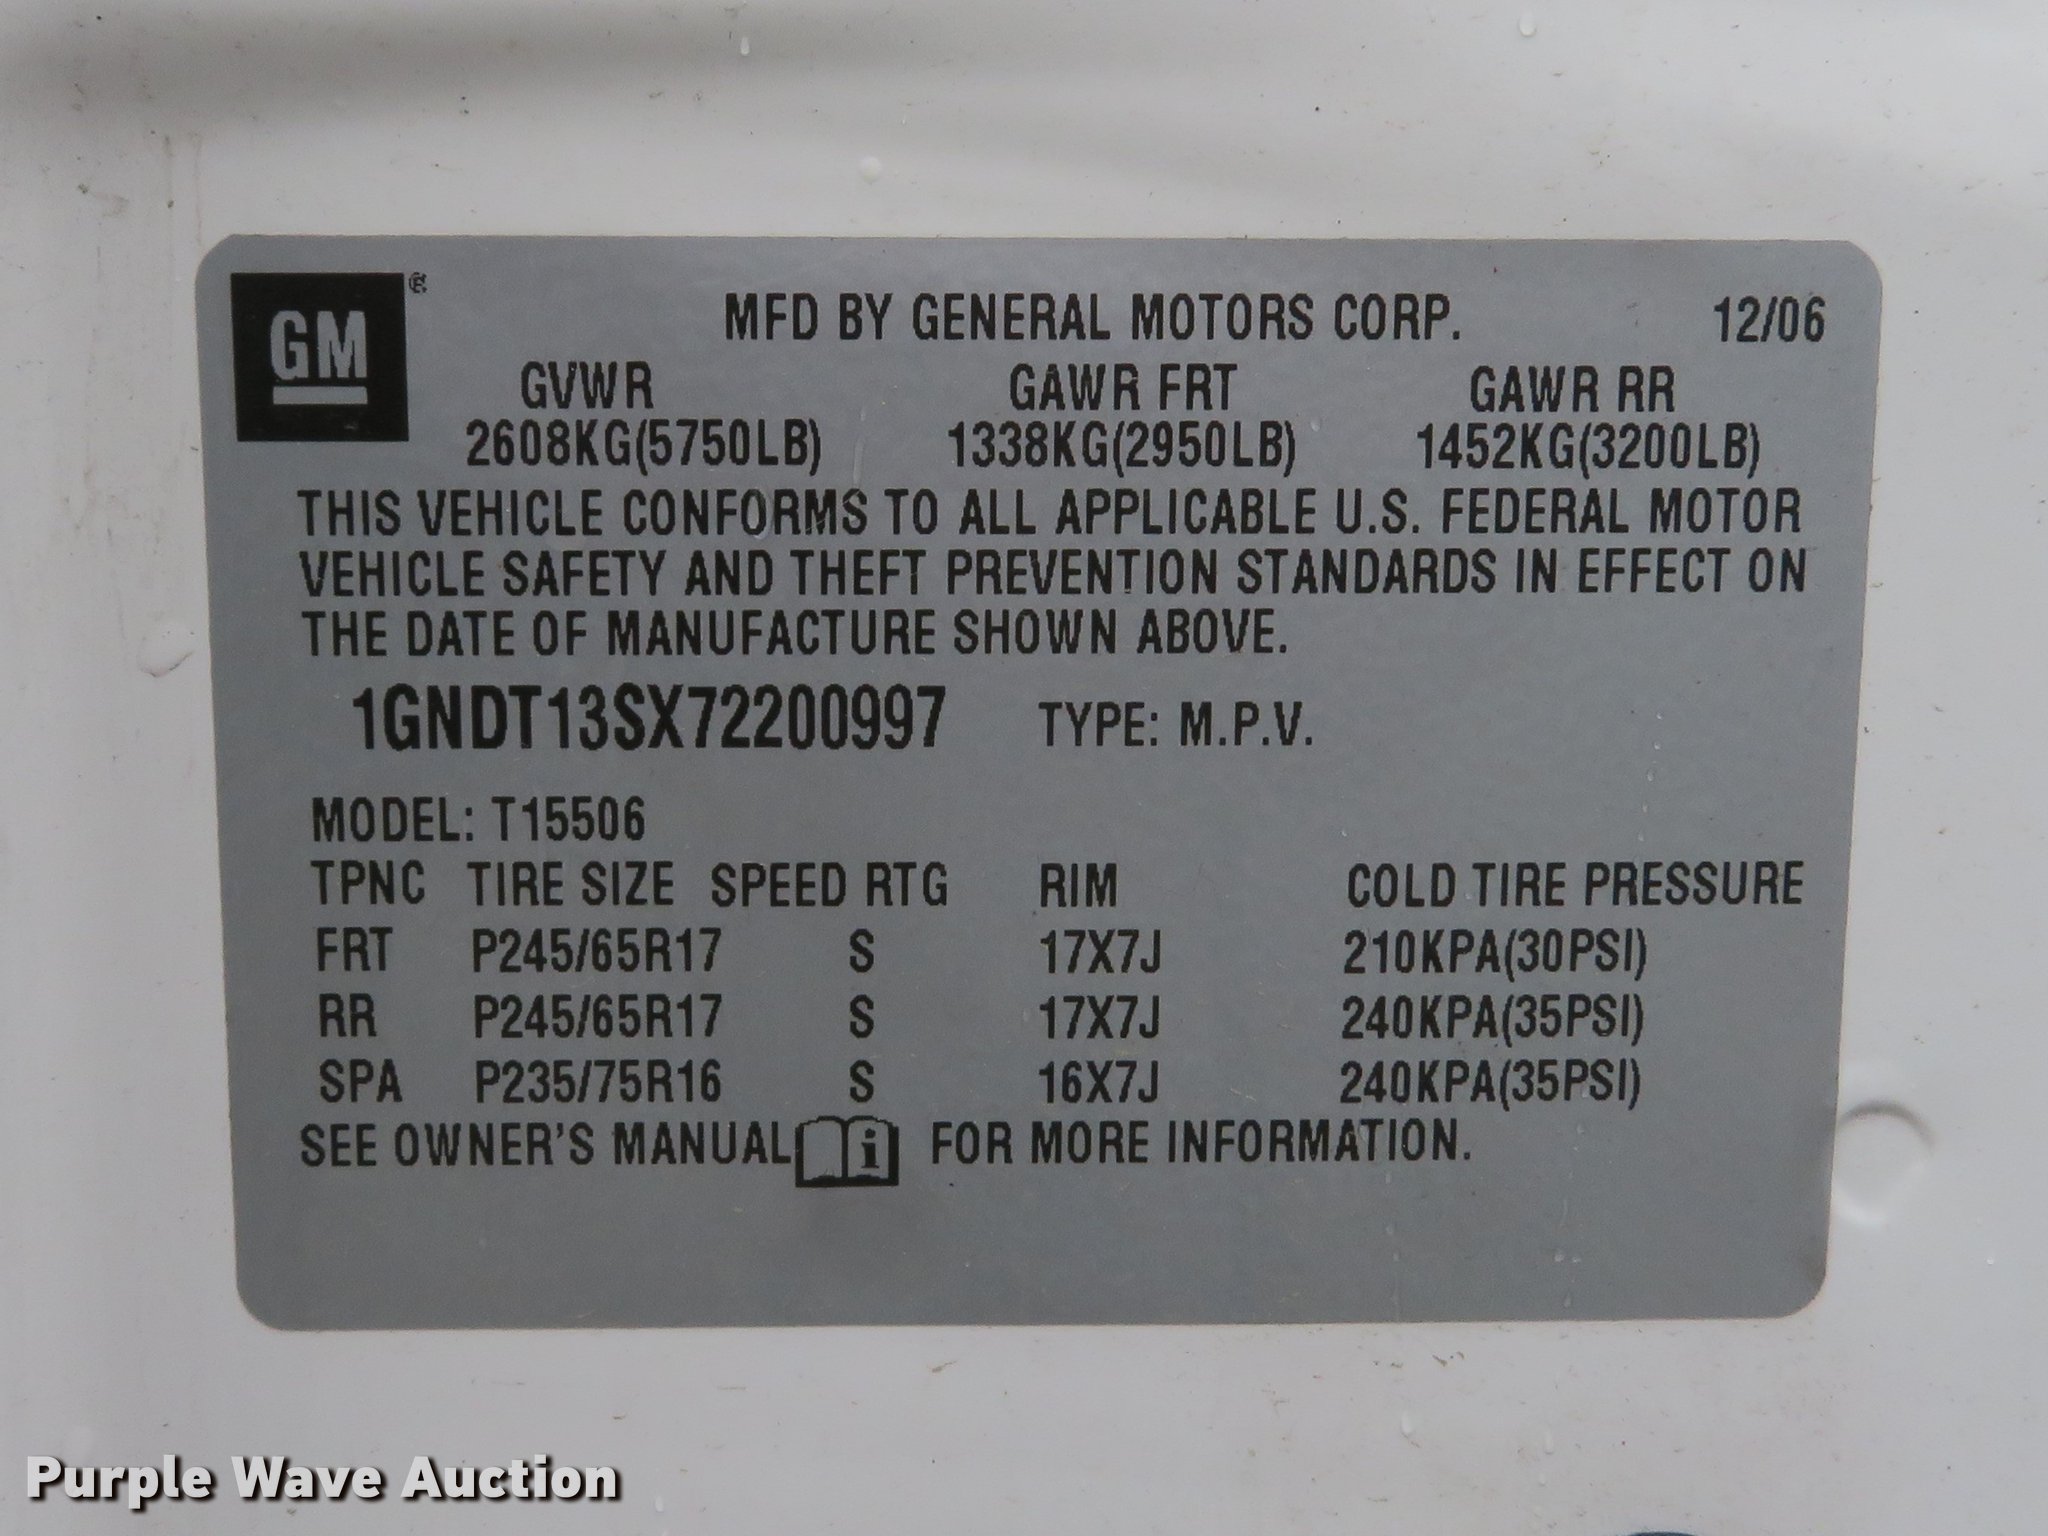 GM®
MFD BY GENERAL MOTORS CORP. 12/06
GVWR GAWR FRT GAWR RR
2608KG(5750LB) 1338KG(2950LB) 1452KG(3200LB)
THIS VEHICLE CONFORMS TO ALL APPLICABLE U.S. FEDERAL MOTOR
VEHICLE SAFETY AND THEFT PREVENTION STANDARDS IN EFFECT ON
THE DATE OF MANUFACTURE SHOWN ABOVE.
1GNDT13SX72200997 TYPE: M.P.V.
MODEL: T15506
TPNC TIRE SIZE SPEED RTG RIM COLD TIRE PRESSURE
FRT P245/65R17 S 17X7J 210KPA(30PSI)
RR P245/65R17 S 17X7J 240KPA(35PSI)
SPA P235/75R16 S 16X7J 240KPA(35PSI)
SEE OWNER'S MANUAL i FOR MORE INFORMATION.
Purple Wave Auction